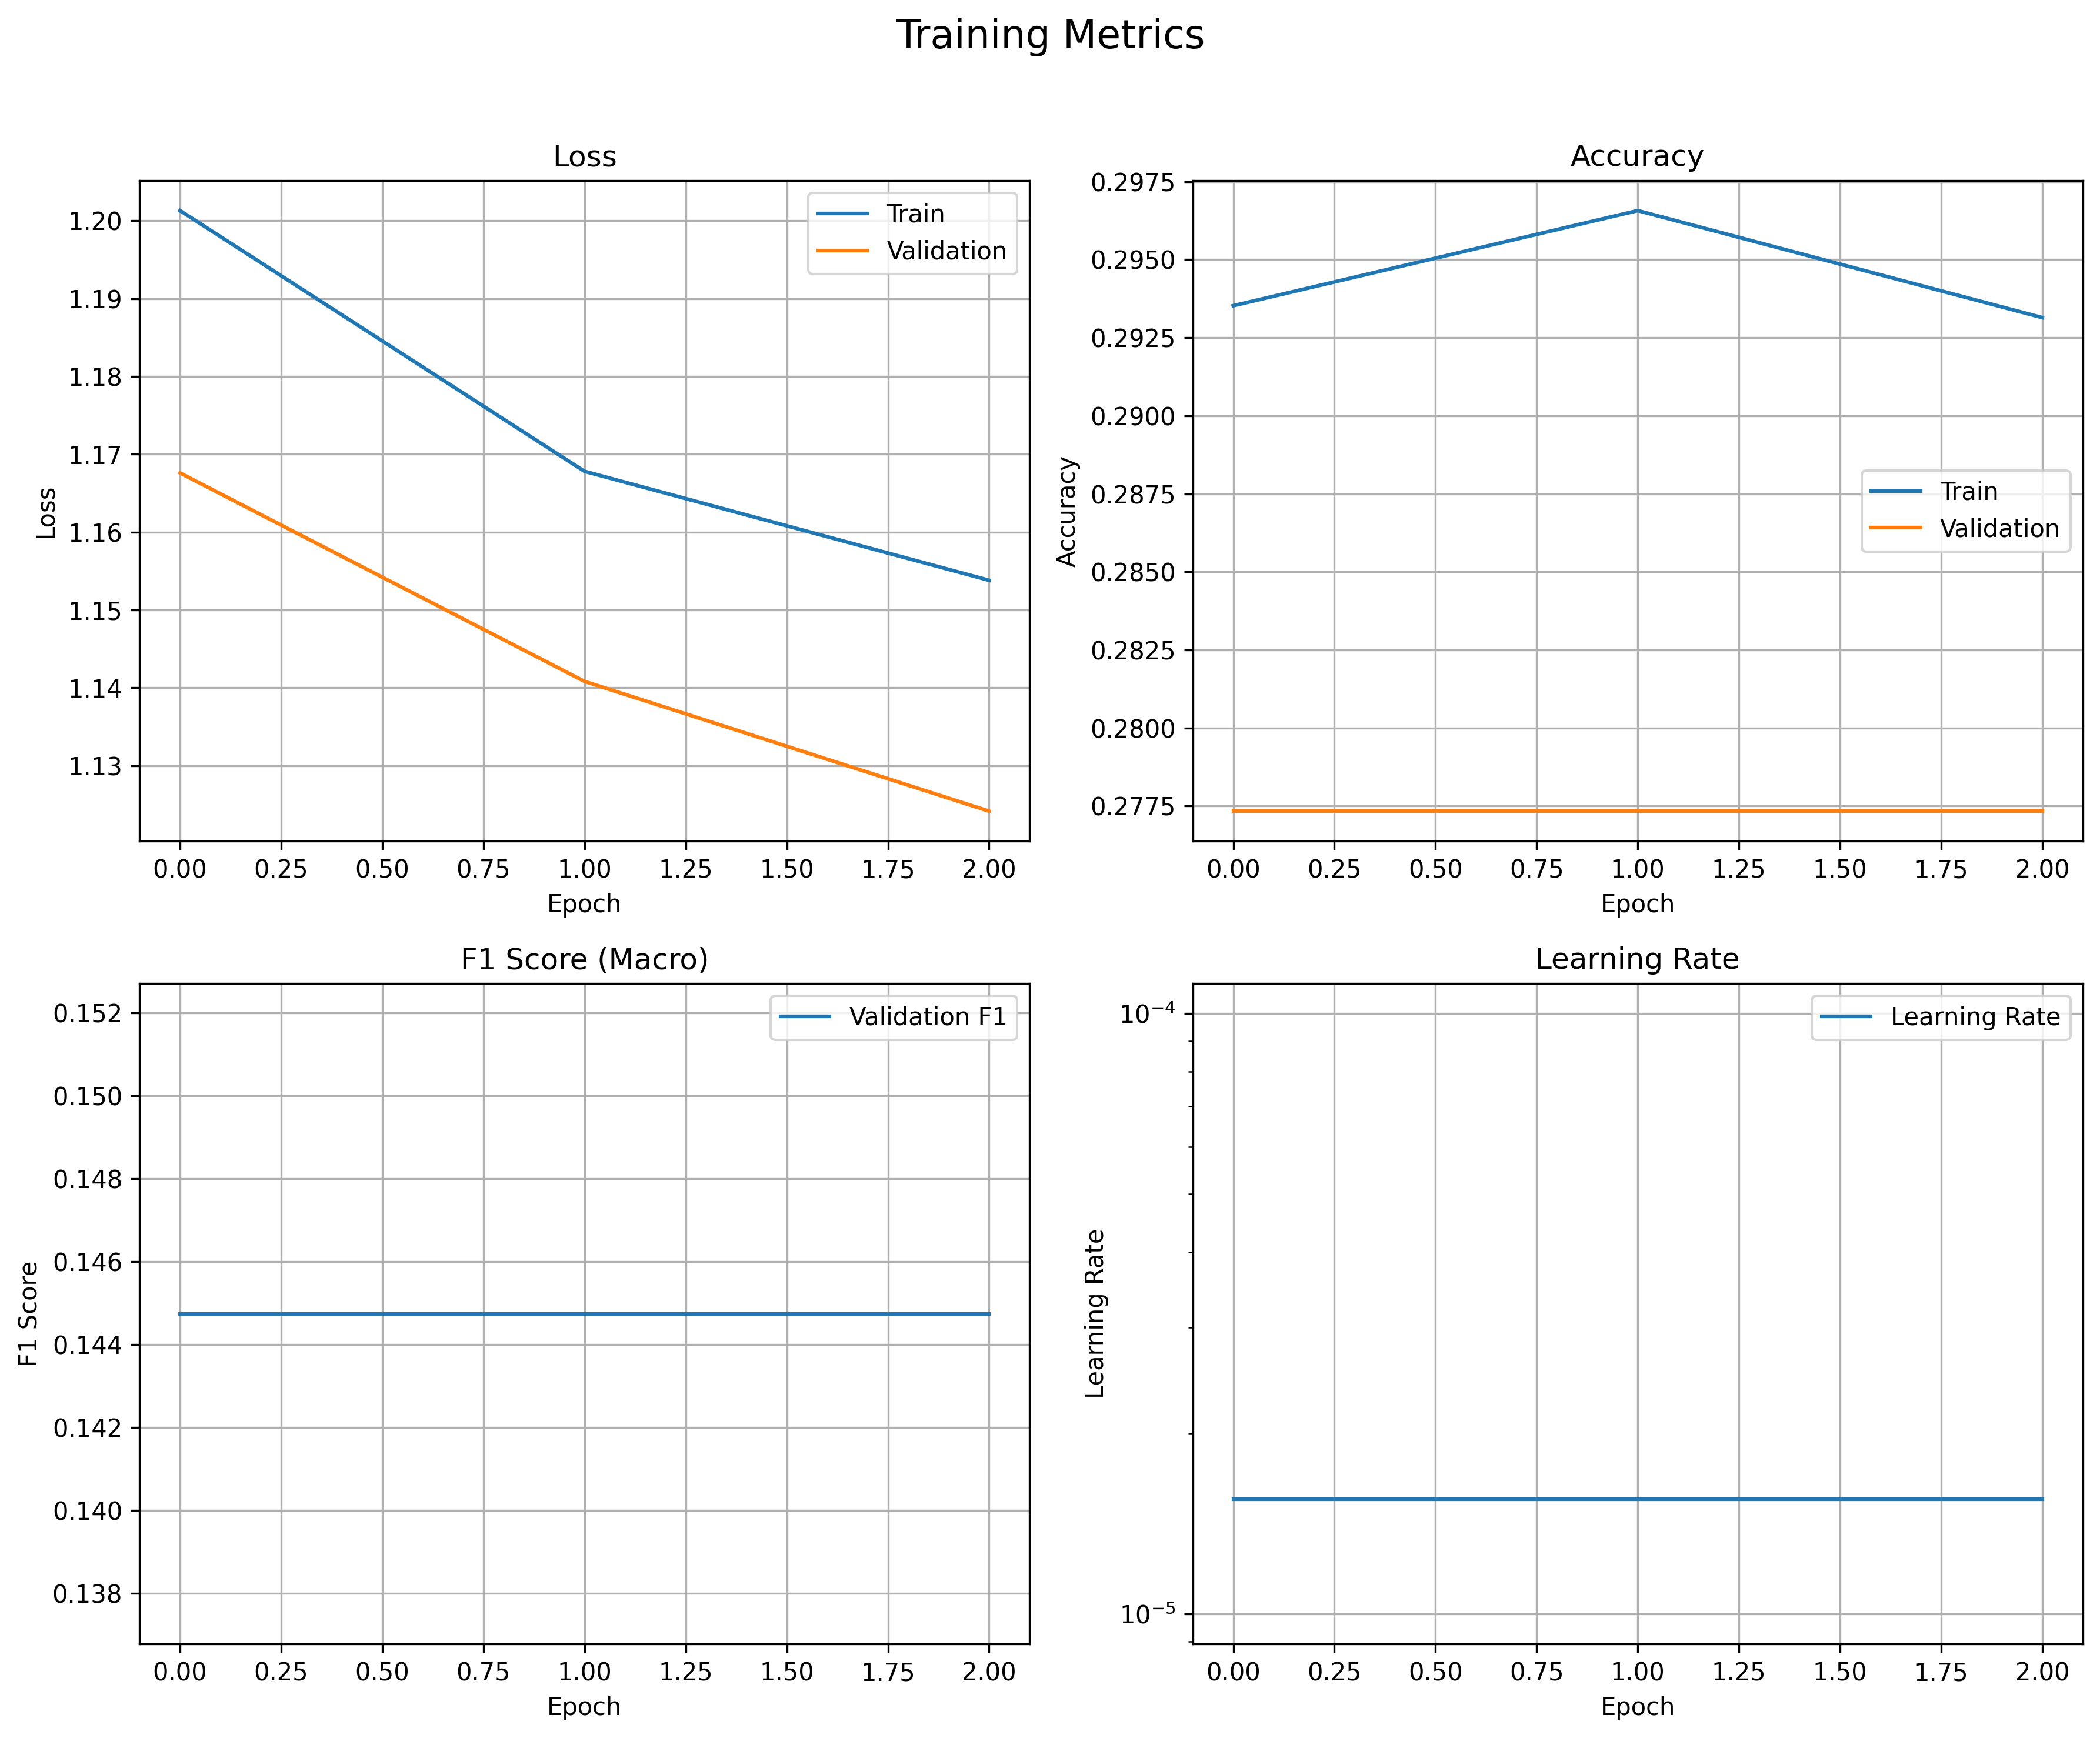 Training Metrics
Loss
1.20
1.19
1.18
1.17
1.16
1.15
1.14
1.13
Loss
Train
Validation
0.00 0.25 0.50 0.75 1.00 1.25 1.50 1.75 2.00
Epoch
Accuracy
0.2975
0.2950
0.2925
0.2900
0.2875
0.2850
0.2825
0.2800
0.2775
Accuracy
Train
Validation
0.00 0.25 0.50 0.75 1.00 1.25 1.50 1.75 2.00
Epoch
F1 Score (Macro)
0.152
0.150
0.148
0.146
0.144
0.142
0.140
0.138
F1 Score
Validation F1
0.00 0.25 0.50 0.75 1.00 1.25 1.50 1.75 2.00
Epoch
Learning Rate
10⁻⁴
10⁻⁵
Learning Rate
Learning Rate
0.00 0.25 0.50 0.75 1.00 1.25 1.50 1.75 2.00
Epoch